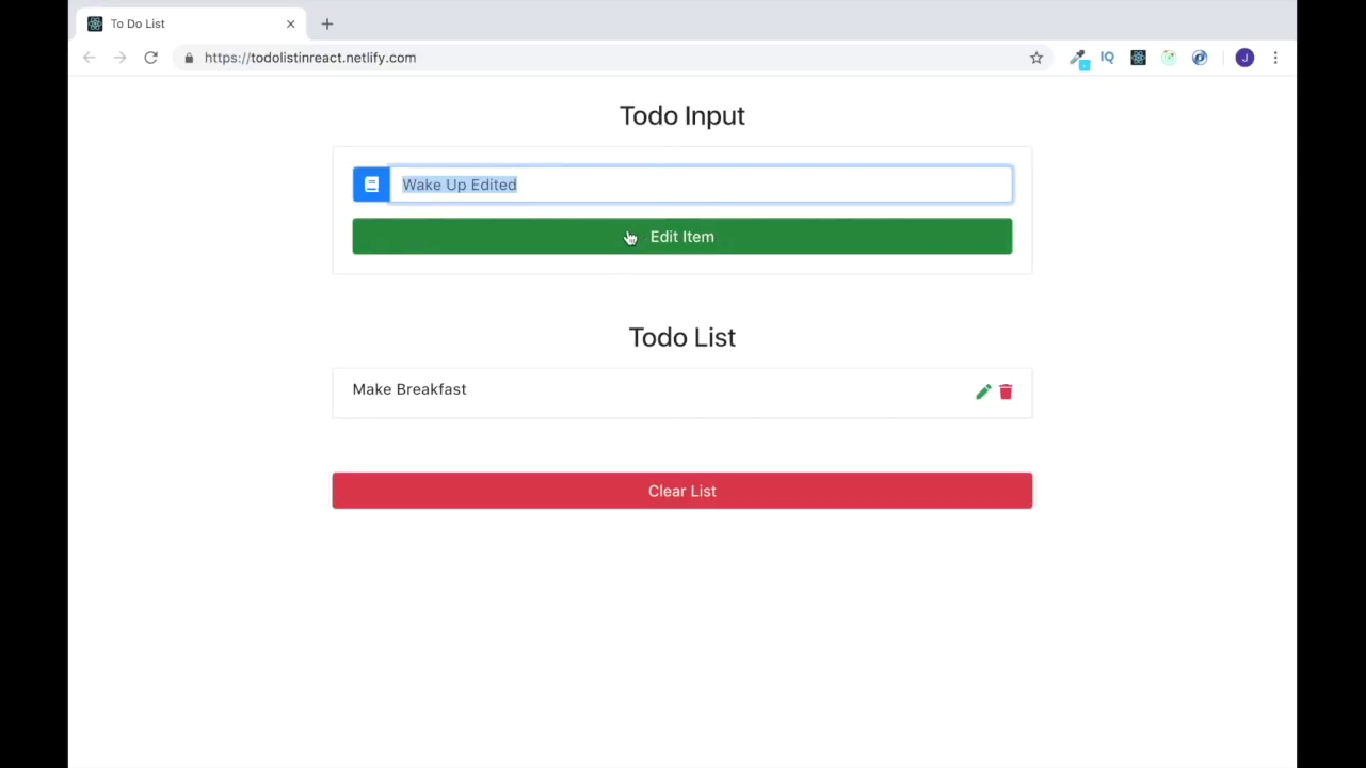 To Do List
https://todolistinreact.netlify.com
IQ
J
Todo Input
Wake Up Edited
Edit Item
Todo List
Make Breakfast
Clear List